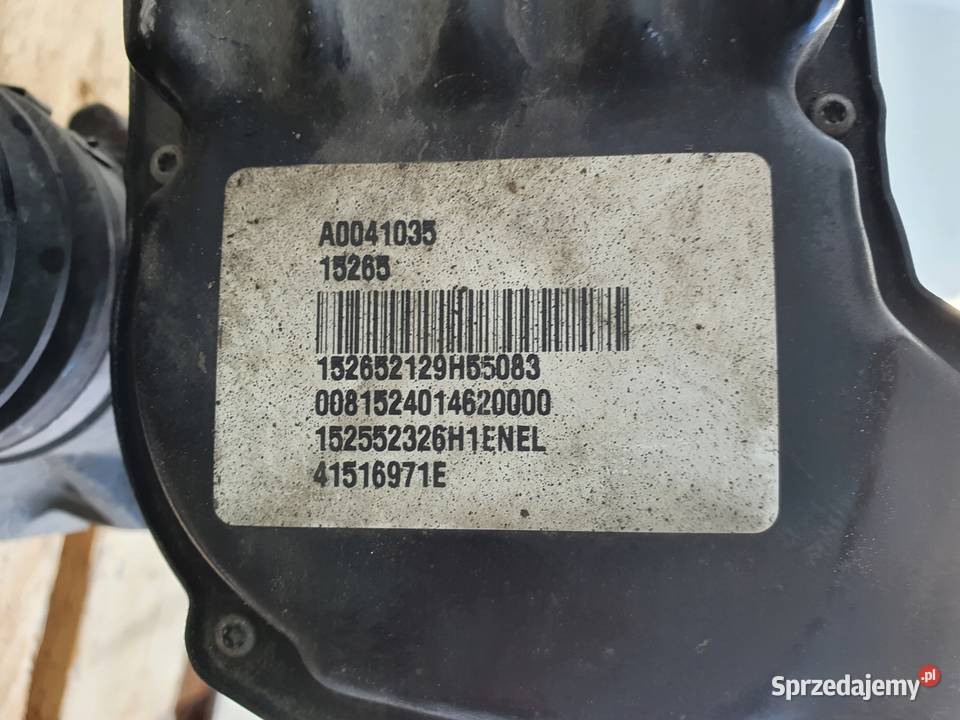 A0041035
15265
152652129H55083
0081524014620000
152552326H1ENEL
41516971E
Sprzedajemy.pl